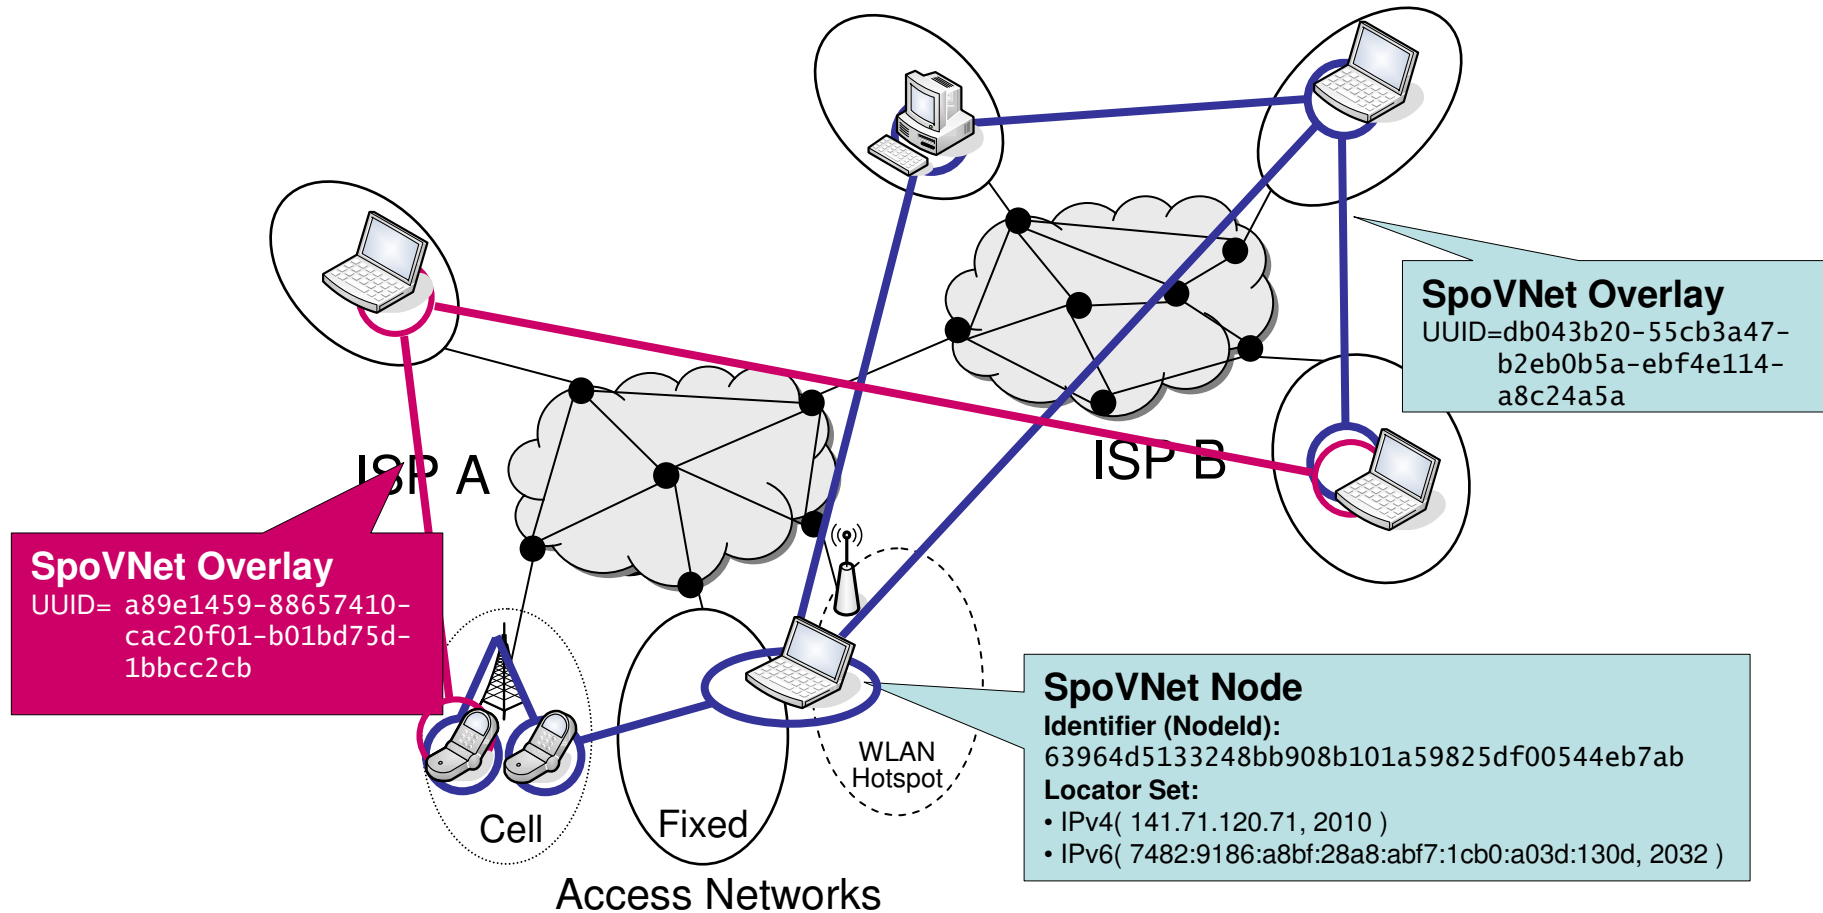 SpoVNet Overlay
UUID=db043b20-55cb3a47-
b2eb0b5a-ebf4e114-
a8c24a5a
ISP A
ISP B
SpoVNet Overlay
UUID= a89e1459-88657410-
cac20f01-b01bd75d-
1bbcc2cb
SpoVNet Node
Identifier (NodeId):
63964d5133248bb908b101a59825df00544eb7ab
Locator Set:
• IPv4( 141.71.120.71, 2010 )
• IPv6( 7482:9186:a8bf:28a8:abf7:1cb0:a03d:130d, 2032 )
WLAN
Hotspot
Cell
Fixed
Access Networks